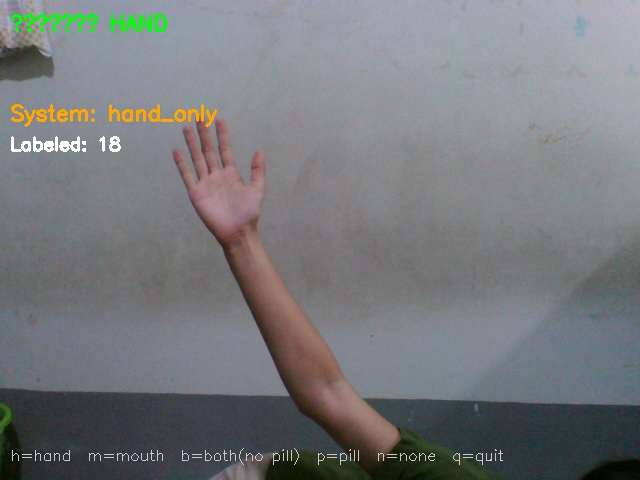 ??????? HAND
System: hand_only
Labeled: 18
h=hand m=mouth b=both(no pill) p=pill n=none q=quit